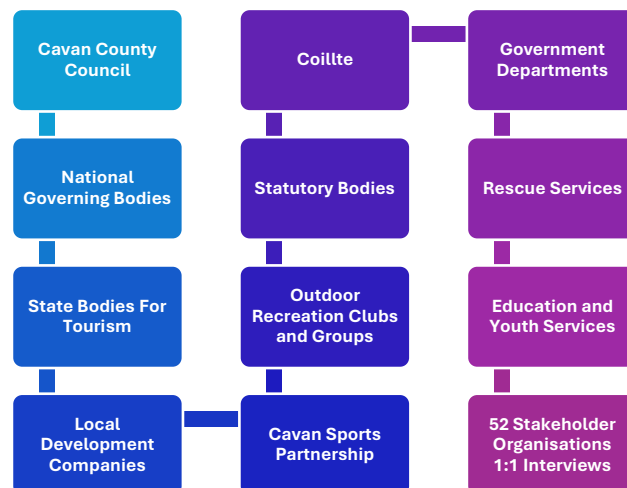 Cavan County
Council
National
Governing Bodies
State Bodies For
Tourism
Local
Development
Companies
Cavan Sports
Partnership
Outdoor
Recreation Clubs
and Groups
Statutory Bodies
Coillte
Government
Departments
Rescue Services
Education and
Youth Services
52 Stakeholder
Organisations
1:1 Interviews